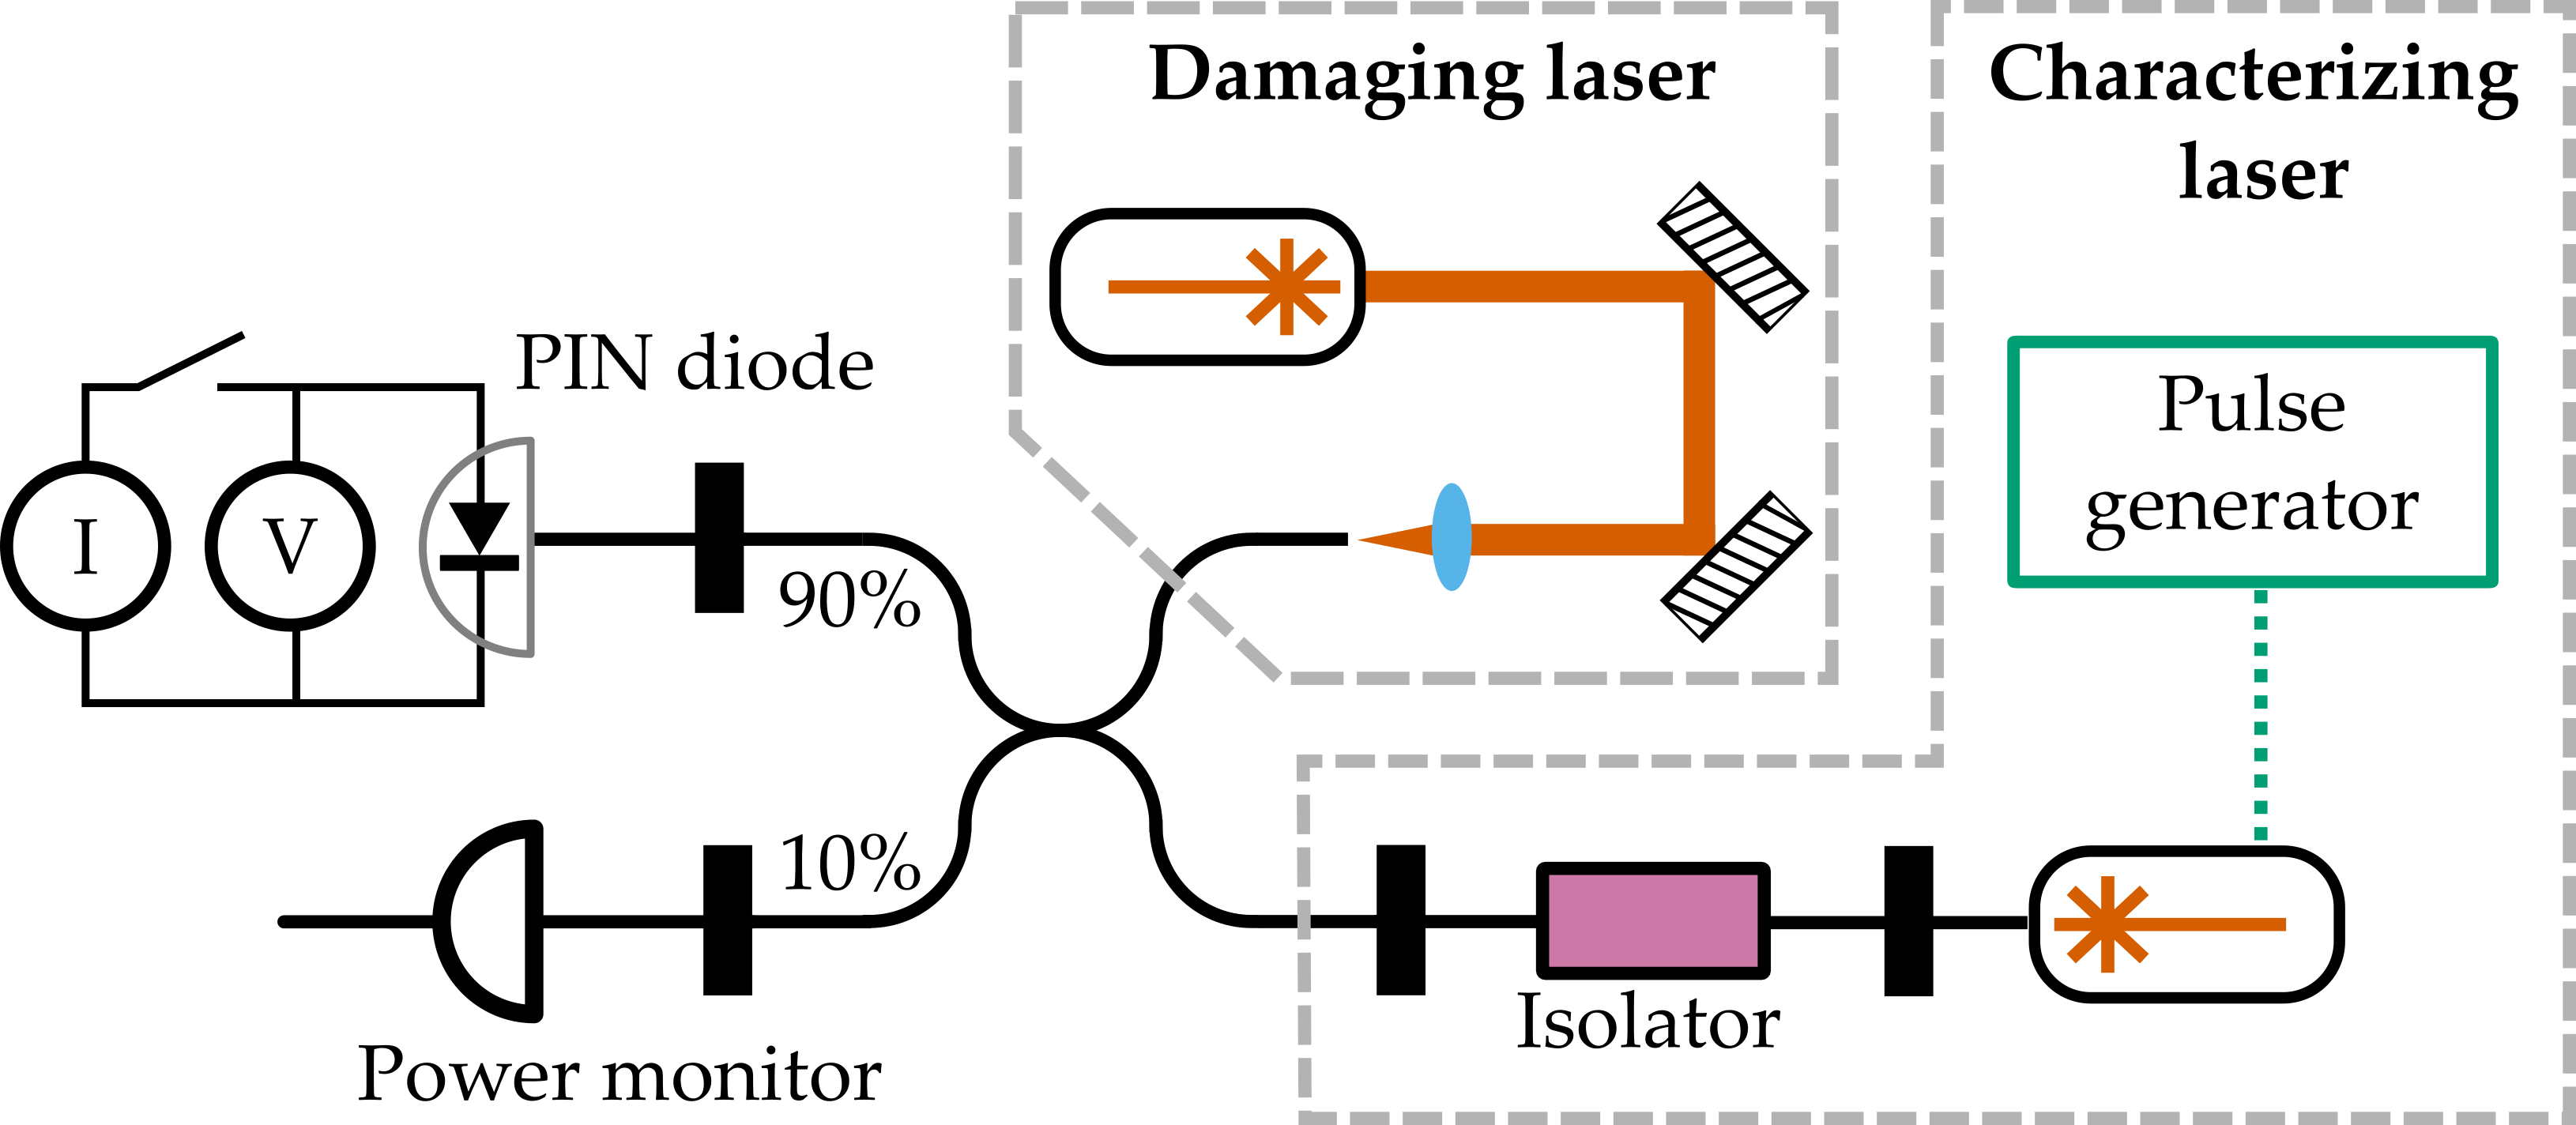 Damaging laser
Characterizing
laser
PIN diode
Pulse
generator
I
V
90%
10%
Isolator
Power monitor